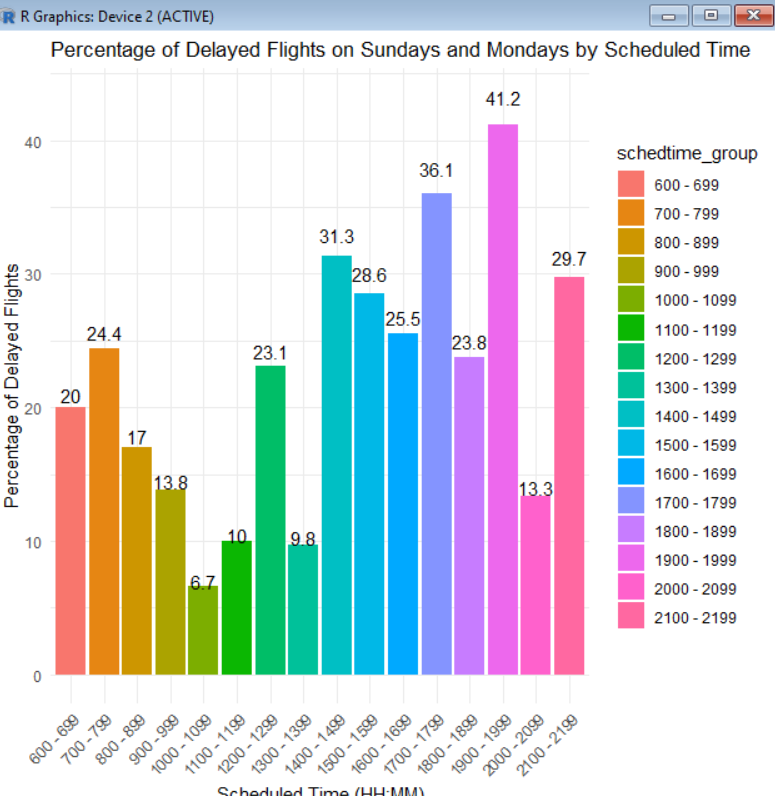 R Graphics: Device 2 (ACTIVE)
Percentage of Delayed Flights on Sundays and Mondays by Scheduled Time
Percentage of Delayed Flights
40
30
20
10
0
20
24.4
17
13.8
6.7
10
23.1
9.8
31.3
28.6
25.5
36.1
23.8
41.2
13.3
29.7
600 - 699
700 - 799
800 - 899
900 - 999
1000 - 1099
1100 - 1199
1200 - 1299
1300 - 1399
1400 - 1499
1500 - 1599
1600 - 1699
1700 - 1799
1800 - 1899
1900 - 1999
2000 - 2099
2100 - 2199
Scheduled Time (HH:MM)
schedtime_group
600 - 699
700 - 799
800 - 899
900 - 999
1000 - 1099
1100 - 1199
1200 - 1299
1300 - 1399
1400 - 1499
1500 - 1599
1600 - 1699
1700 - 1799
1800 - 1899
1900 - 1999
2000 - 2099
2100 - 2199